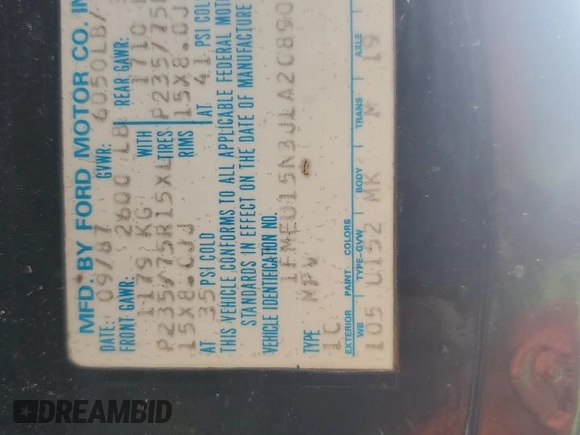 MFD. BY FORD MOTOR CO. IN
DATE: 09/87 GVWR: 6050LB/
FRONT GAWR: 2600 LB REAR GAWR:
1179 KG WITH 1710
P235/75R15XL TIRES P235/75
15X8.0JJ RIMS 15X8.0J
AT 35 PSI COLD AT 41 PSI COLD
THIS VEHICLE CONFORMS TO ALL APPLICABLE FEDERAL MOTO
STANDARDS IN EFFECT ON THE DATE OF MANUFACTURE
VEHICLE IDENTIFICATION NO.
1FMEU15N3JLA20890
TYPE MPV
1C
EXTERIOR PAINT COLORS
WB TYPE-GVW BODY TRANS AXLE
105 U152 MK M 19
DREAMBID